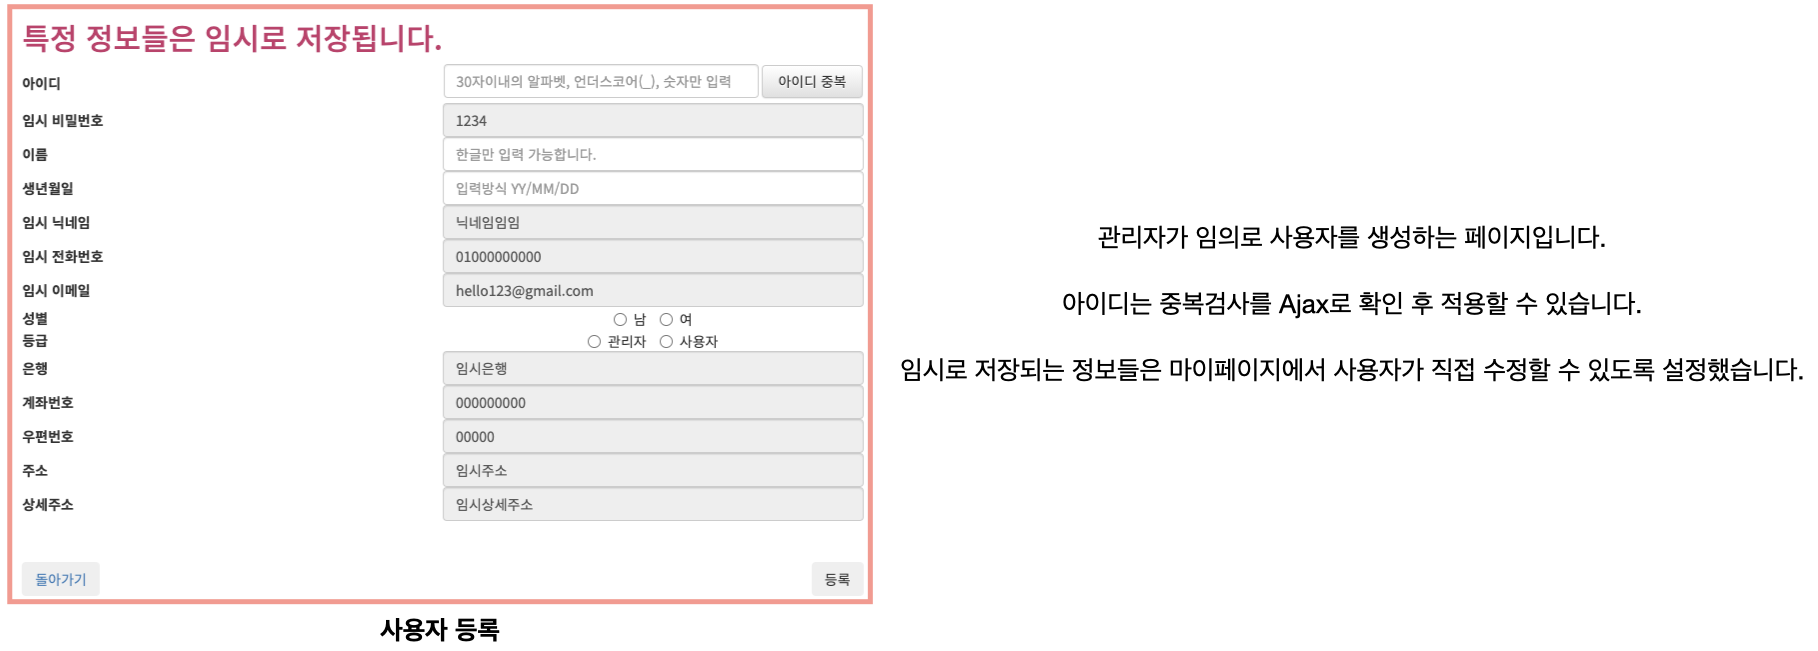 특정 정보들은 임시로 저장됩니다.
아이디 30자이내의 알파벳, 언더스코어(_), 숫자만 입력 아이디 중복
임시 비밀번호 1234
이름 한글만 입력 가능합니다.
생년월일 입력방식 YY/MM/DD
임시 닉네임 닉네임임임
임시 전화번호 01000000000
임시 이메일 hello123@gmail.com
성별 남 여
등급 관리자 사용자
은행 임시은행
계좌번호 000000000
우편번호 00000
주소 임시주소
상세주소 임시상세주소
돌아가기 등록
사용자 등록
관리자가 임의로 사용자를 생성하는 페이지입니다.
아이디는 중복검사를 Ajax로 확인 후 적용할 수 있습니다.
임시로 저장되는 정보들은 마이페이지에서 사용자가 직접 수정할 수 있도록 설정했습니다.